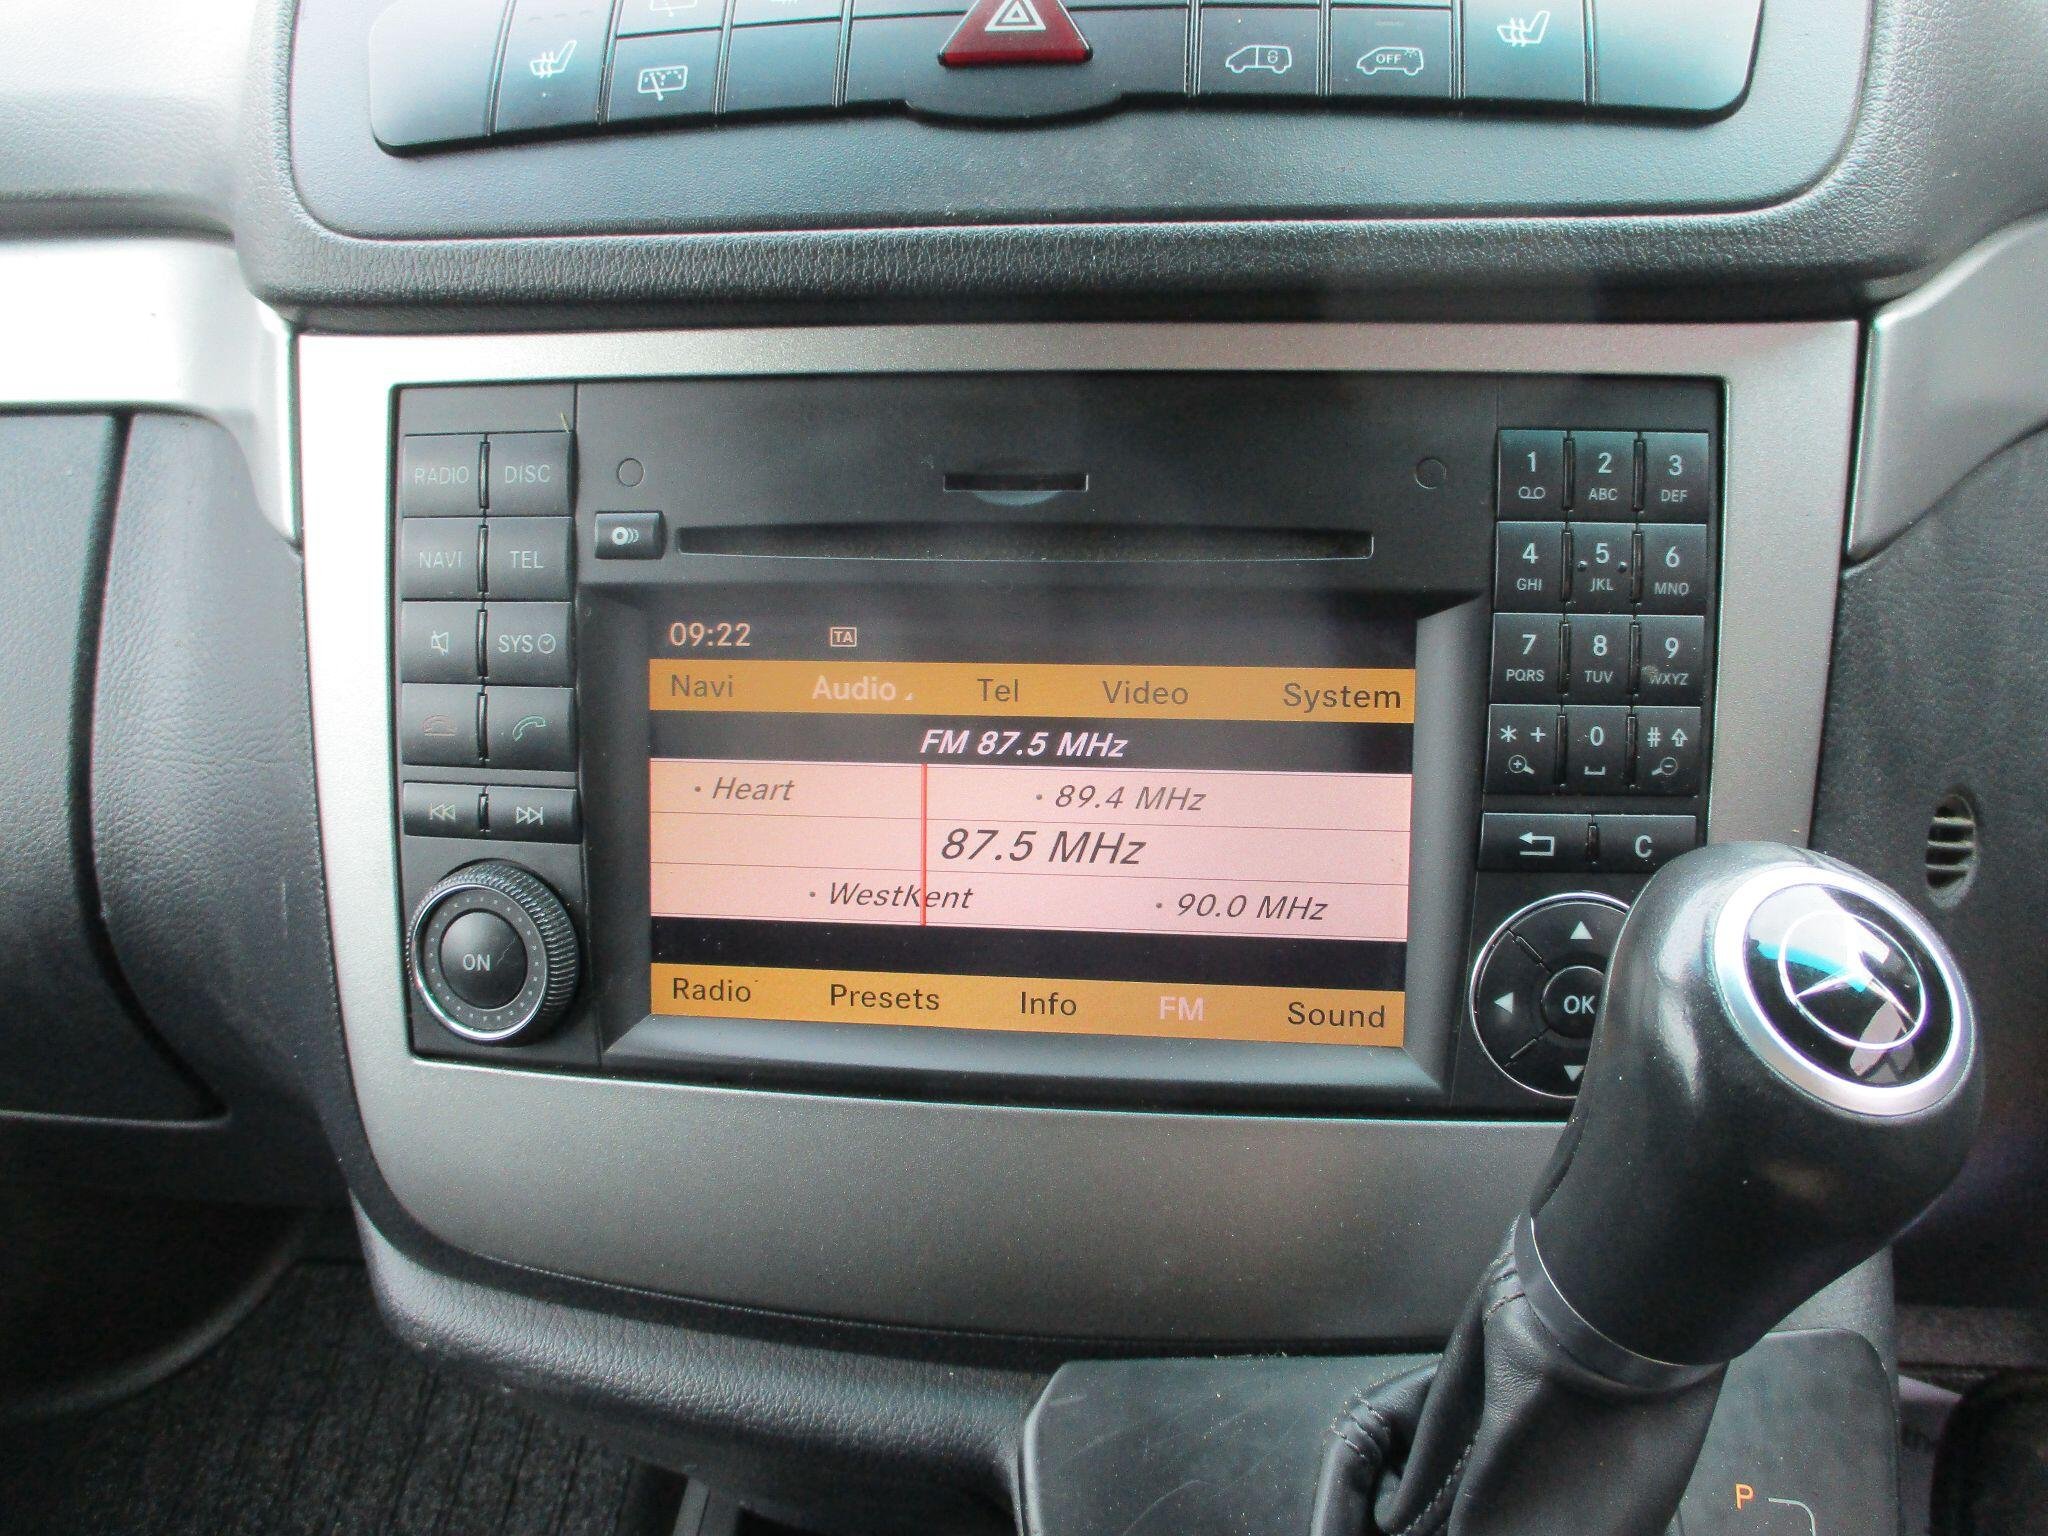 OFF
RADIO DISC
NAVI TEL
SYS
ON
09:22 TA
Navi Audio Tel Video System
FM 87.5 MHz
• Heart • 89.4 MHz
87.5 MHz
• WestKent • 90.0 MHz
Radio Presets Info FM Sound
1 2 3
ABC DEF
4 5 6
GHI JKL MNO
7 8 9
PQRS TUV WXYZ
* + 0 #
C
OK
P